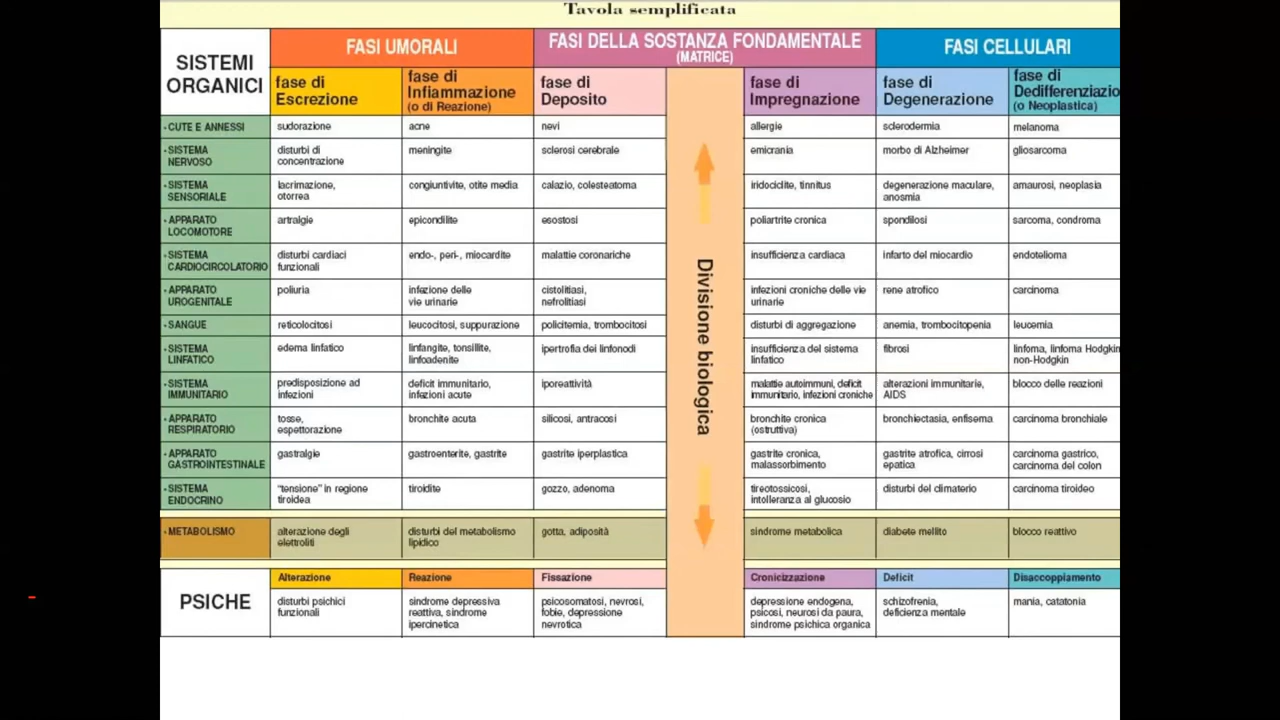 Tavola semplificata
SISTEMI
ORGANICI
FASI UMORALI
FASI DELLA SOSTANZA FONDAMENTALE
(MATRICE)
FASI CELLULARI
fase di
Escrezione
fase di
Infiammazione
(o di Reazione)
fase di
Deposito
fase di
Impregnazione
fase di
Degenerazione
fase di
Dedifferenziazio
(o Neoplastica)
Divisione biologica
• CUTE E ANNESSI
sudorazione
acne
nevi
allergie
sclerodermia
melanoma
• SISTEMA
NERVOSO
disturbi di
concentrazione
meningite
sclerosi cerebrale
emicrania
morbo di Alzheimer
gliosarcoma
• SISTEMA
SENSORIALE
lacrimazione,
otorrea
congiuntivite, otite media
calazio, colesteatoma
iridociclite, tinnitus
degenerazione maculare,
anosmia
amaurosi, neoplasia
• APPARATO
LOCOMOTORE
artralgie
epicondilite
esostosi
poliartrite cronica
spondilosi
sarcoma, condroma
• SISTEMA
CARDIOCIRCOLATORIO
disturbi cardiaci
funzionali
endo-, peri-, miocardite
malattie coronariche
insufficienza cardiaca
infarto del miocardio
endotelioma
• APPARATO
UROGENITALE
poliuria
infezione delle
vie urinarie
cistolitiasi,
nefrolitiasi
infezioni croniche delle vie
urinarie
rene atrofico
carcinoma
• SANGUE
reticolocitosi
leucocitosi, suppurazione
policitemia, trombocitosi
disturbi di aggregazione
anemia, trombocitopenia
leucemia
• SISTEMA
LINFATICO
edema linfatico
linfangite, tonsillite,
linfoadenite
ipertrofia dei linfonodi
insufficienza del sistema
linfatico
fibrosi
linfoma, linfoma Hodgkin
non-Hodgkin
• SISTEMA
IMMUNITARIO
predisposizione ad
infezioni
deficit immunitario,
infezioni acute
iporeattività
malattie autoimmuni, deficit
immunitario, infezioni croniche
alterazioni immunitarie,
AIDS
blocco delle reazioni
• APPARATO
RESPIRATORIO
tosse,
espettorazione
bronchite acuta
silicosi, antracosi
bronchite cronica
(ostruttiva)
bronchiectasia, enfisema
carcinoma bronchiale
• APPARATO
GASTROINTESTINALE
gastralgie
gastroenterite, gastrite
gastrite iperplastica
gastrite cronica,
malassorbimento
gastrite atrofica, cirrosi
epatica
carcinoma gastrico,
carcinoma del colon
• SISTEMA
ENDOCRINO
"tensione" in regione
tiroidea
tiroidite
gozzo, adenoma
tireotossicosi,
intolleranza al glucosio
disturbi del climaterio
carcinoma tiroideo
• METABOLISMO
alterazione degli
elettroliti
disturbi del metabolismo
lipidico
gotta, adiposità
sindrome metabolica
diabete mellito
blocco reattivo
PSICHE
Alterazione
Reazione
Fissazione
Cronicizzazione
Deficit
Disaccoppiamento
disturbi psichici
funzionali
sindrome depressiva
reattiva, sindrome
ipercinetica
psicosomatosi, nevrosi,
fobie, depressione
nevrotica
depressione endogena,
psicosi, neurosi da paura,
sindrome psichica organica
schizofrenia,
deficienza mentale
mania, catatonia